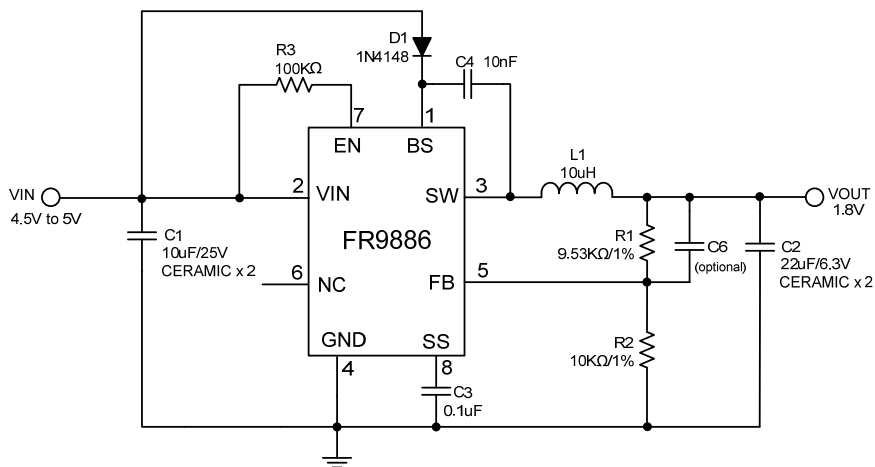 D1
1N4148
C4 10nF
R3
100KΩ
7
1
EN
BS
VIN
4.5V to 5V
2
VIN
SW
3
L1
10uH
VOUT
1.8V
C1
10uF/25V
CERAMIC x 2
FR9886
R1
9.53KΩ/1%
C6
(optional)
C2
22uF/6.3V
CERAMIC x 2
6
NC
FB
5
GND
SS
4
8
R2
10KΩ/1%
C3
0.1uF